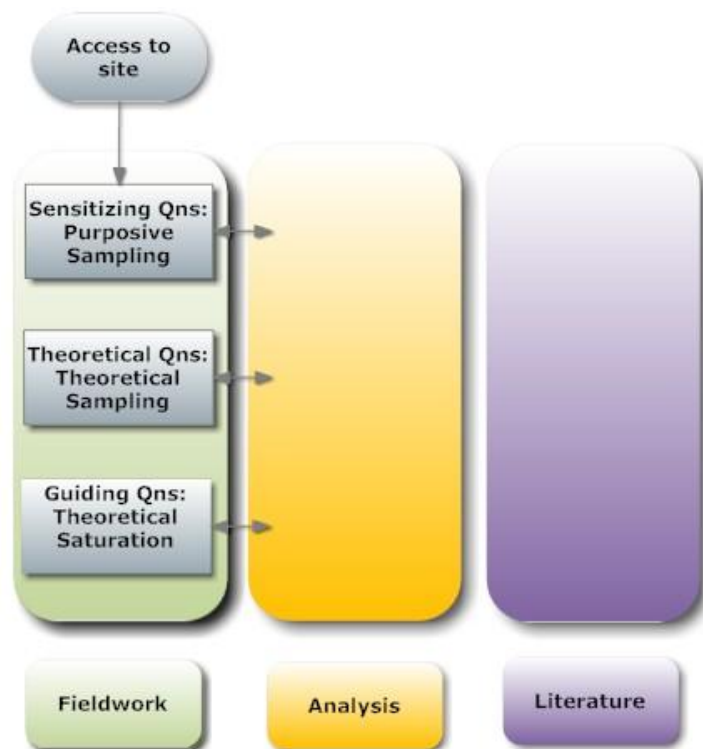 Access to
site
Sensitizing Qns:
Purposive
Sampling
Theoretical Qns:
Theoretical
Sampling
Guiding Qns:
Theoretical
Saturation
Fieldwork
Analysis
Literature